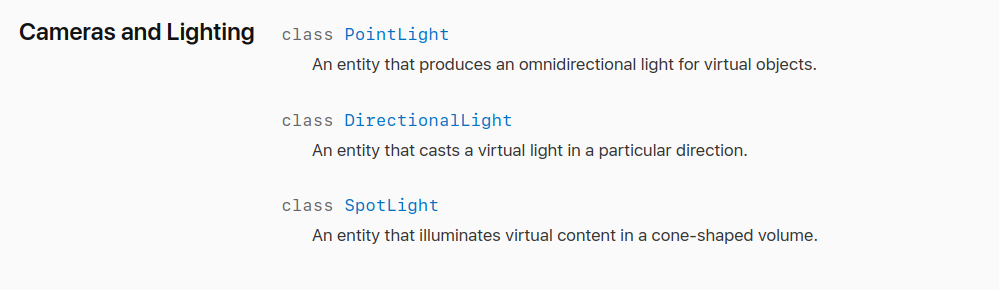 Cameras and Lighting
class PointLight
An entity that produces an omnidirectional light for virtual objects.
class DirectionalLight
An entity that casts a virtual light in a particular direction.
class SpotLight
An entity that illuminates virtual content in a cone-shaped volume.